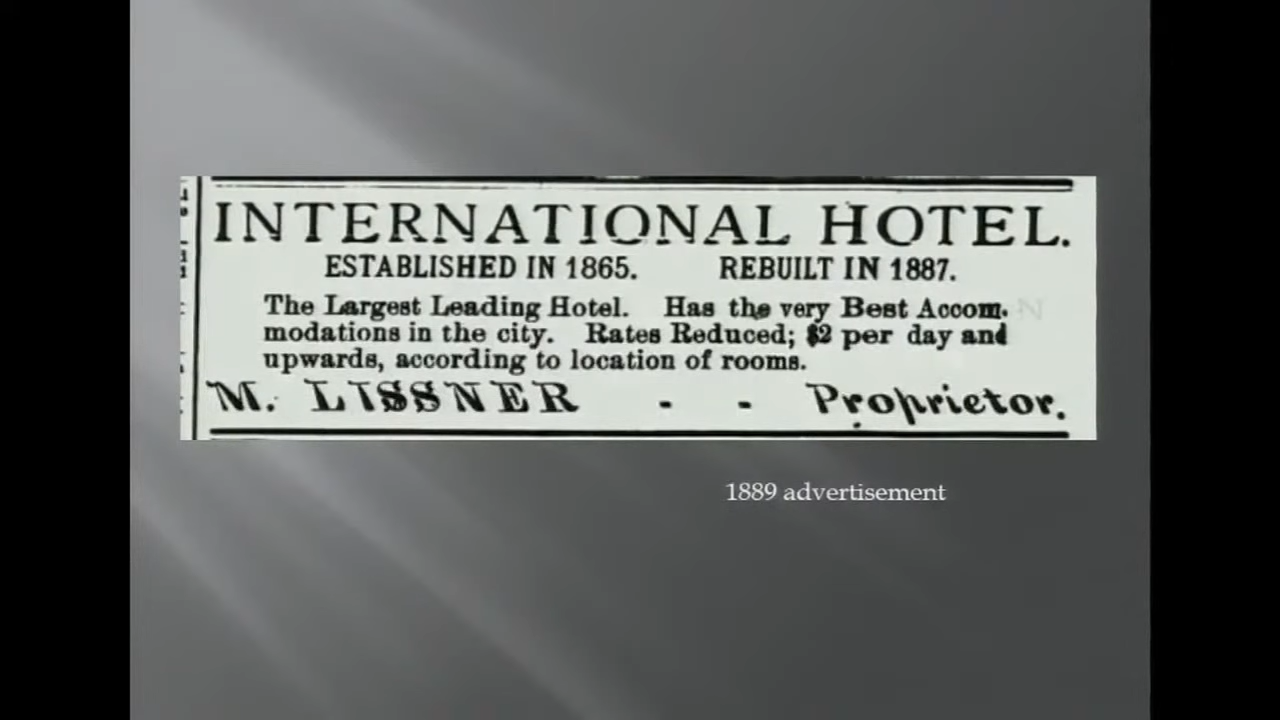 INTERNATIONAL HOTEL.
ESTABLISHED IN 1865. REBUILT IN 1887.
The Largest Leading Hotel. Has the very Best Accom-
modations in the city. Rates Reduced; $2 per day and
upwards, according to location of rooms.
M. LISSNER - - Proprietor.
1889 advertisement